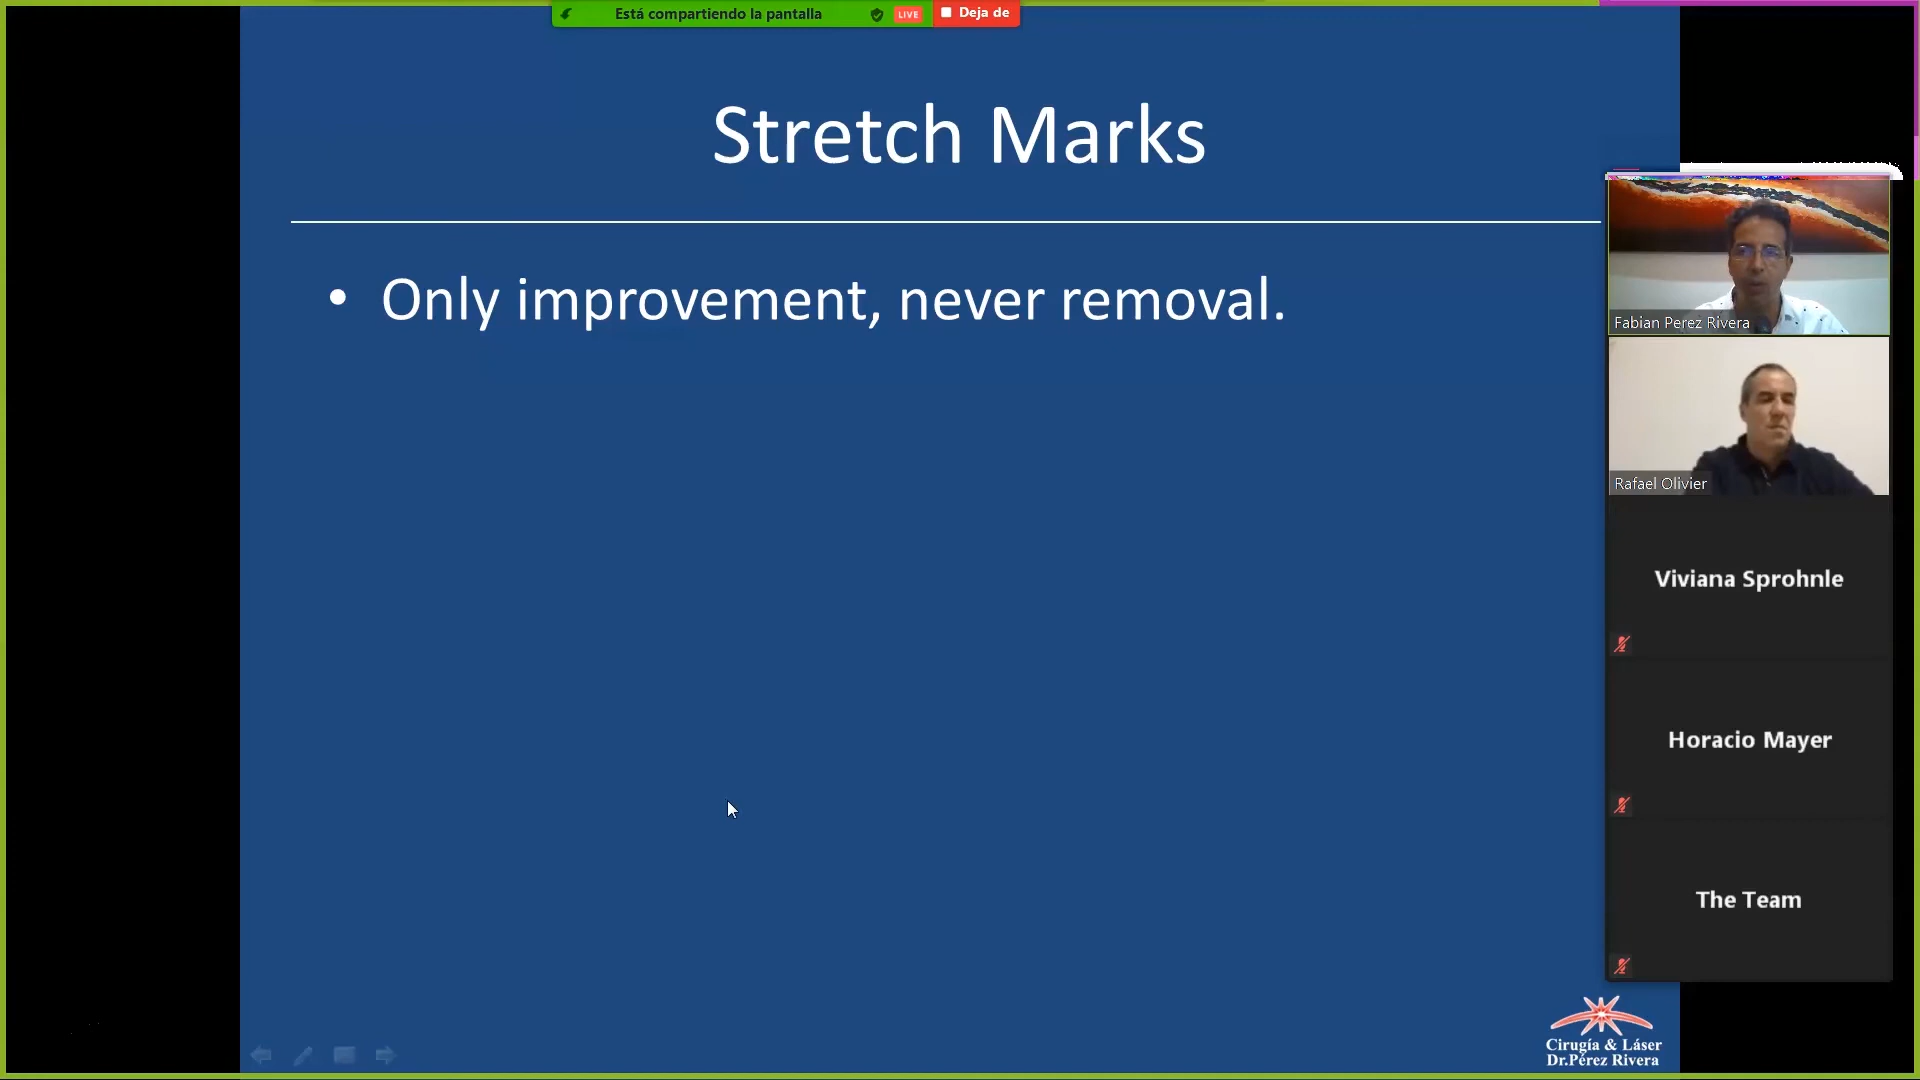 Está compartiendo la pantalla
LIVE
Deja de
Stretch Marks
• Only improvement, never removal.
Fabian Perez Rivera
Rafael Olivier
Viviana Sprohnle
Horacio Mayer
The Team
Cirugía & Láser
Dr.Pérez Rivera